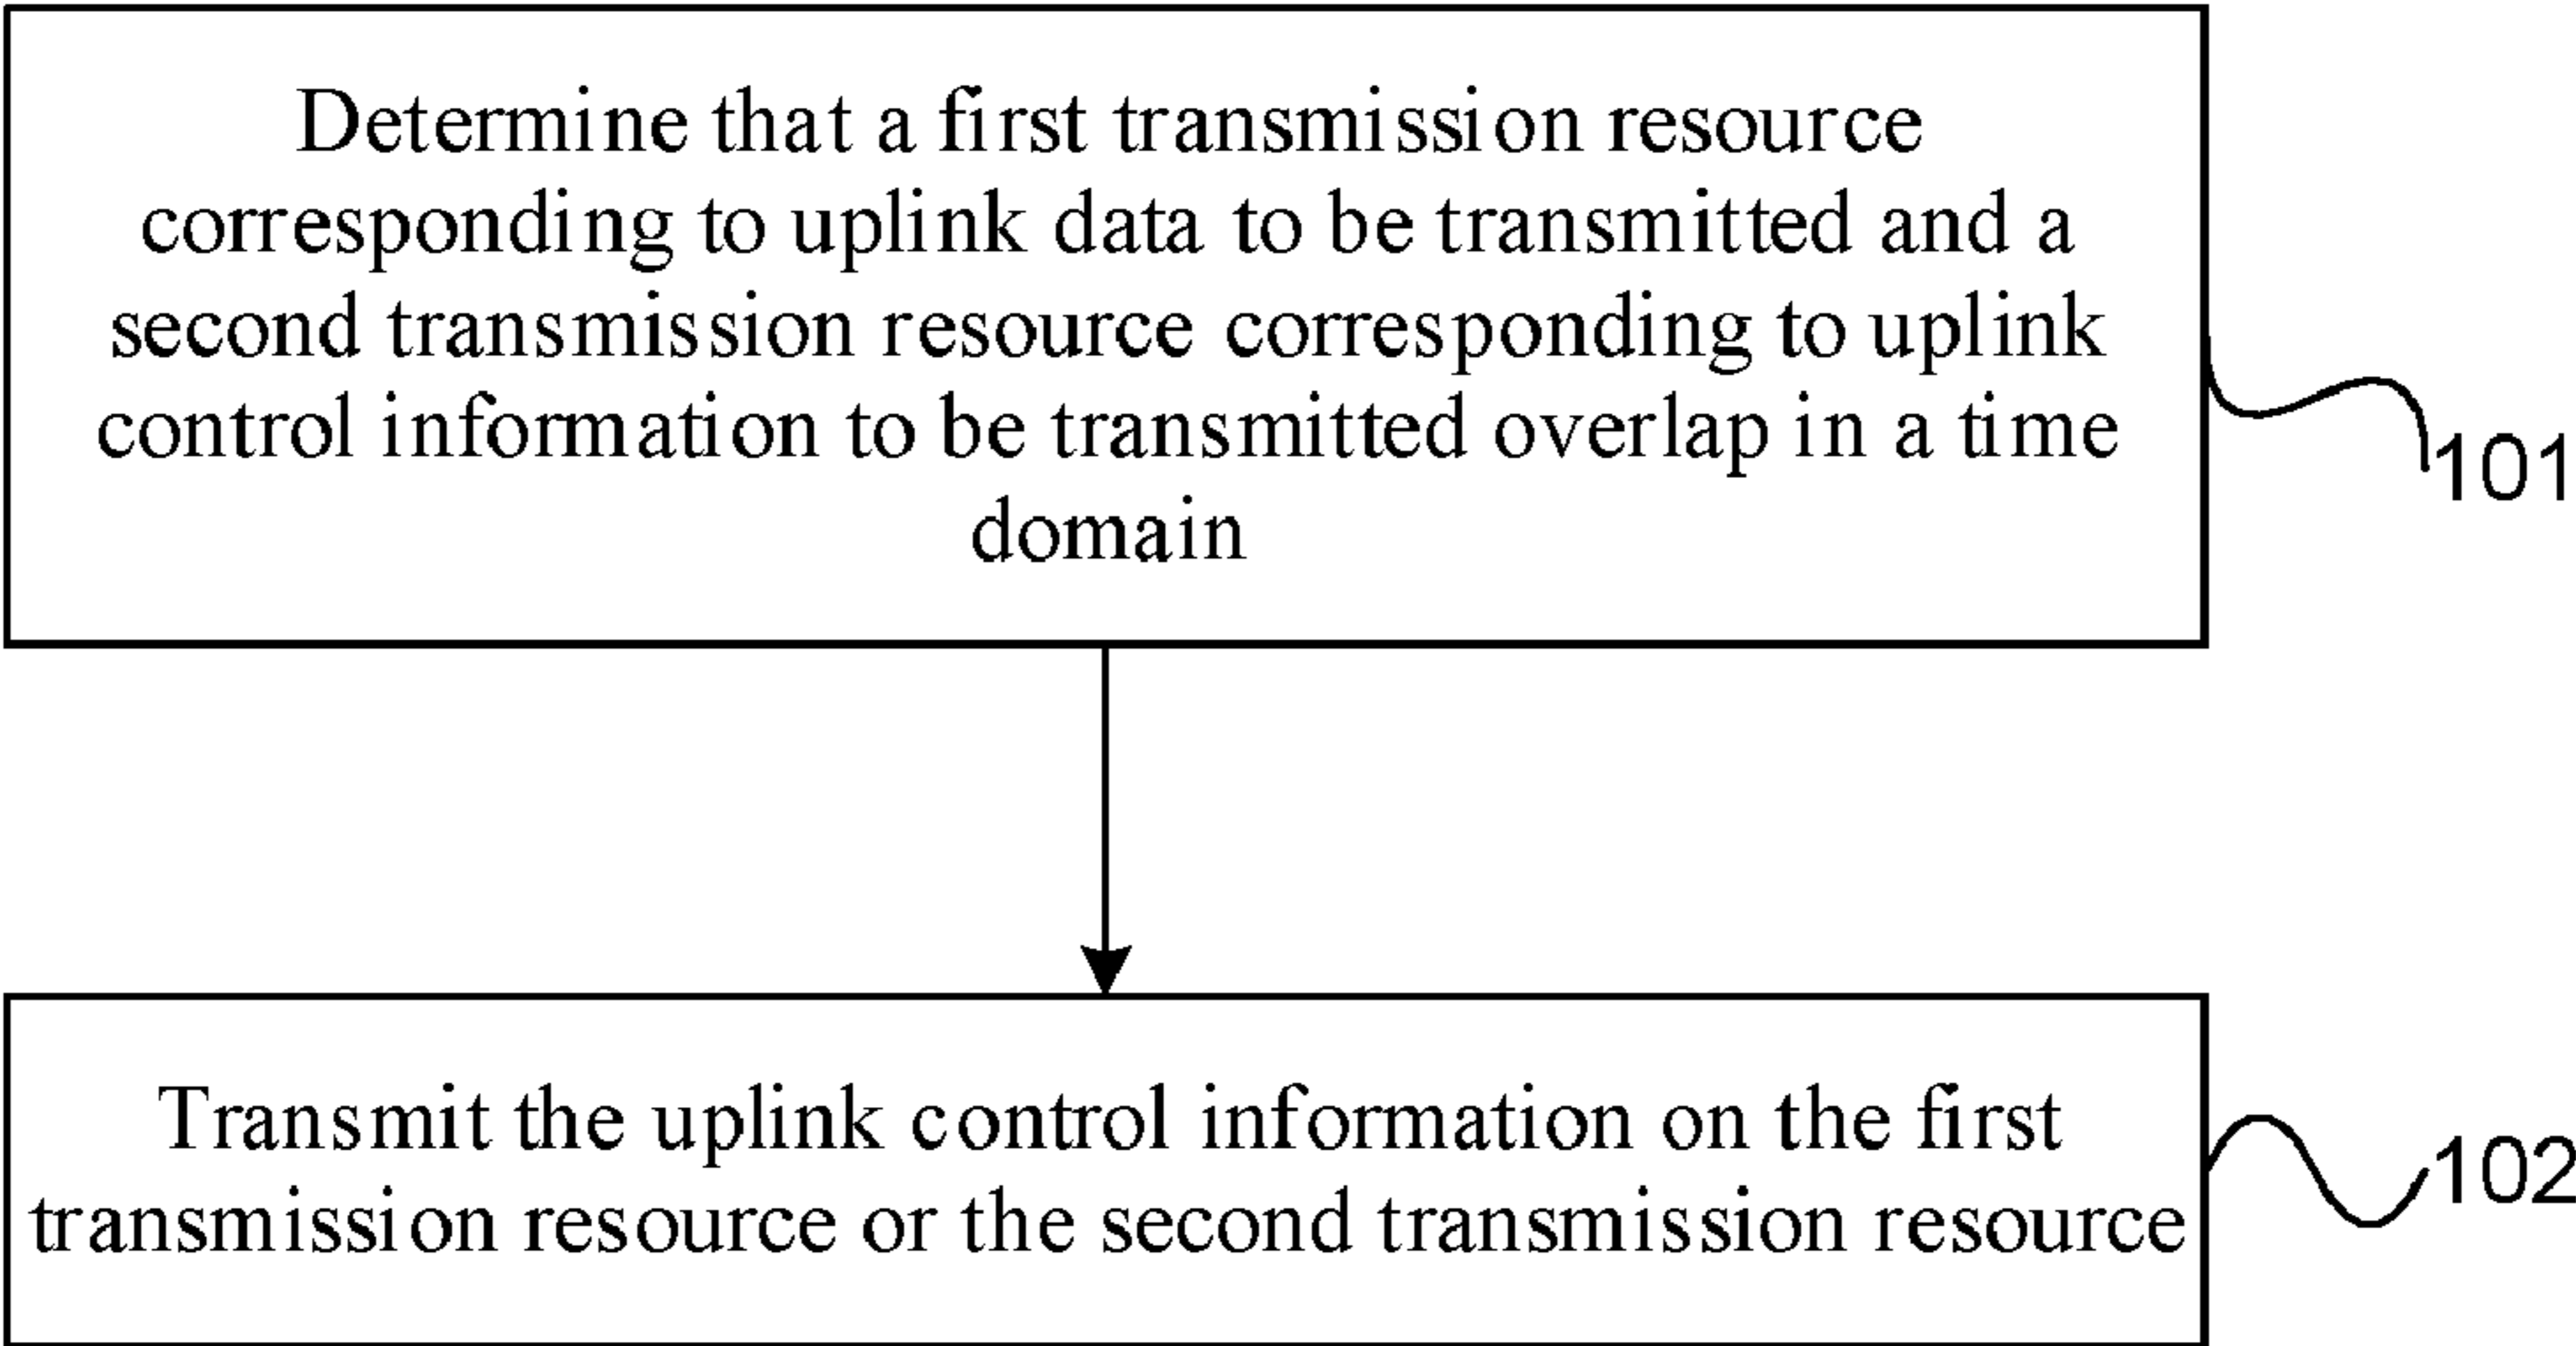 Determine that a first transmission resource
corresponding to uplink data to be transmitted and a
second transmission resource corresponding to uplink
control information to be transmitted overlap in a time
domain
101
Transmit the uplink control information on the first
transmission resource or the second transmission resource
102